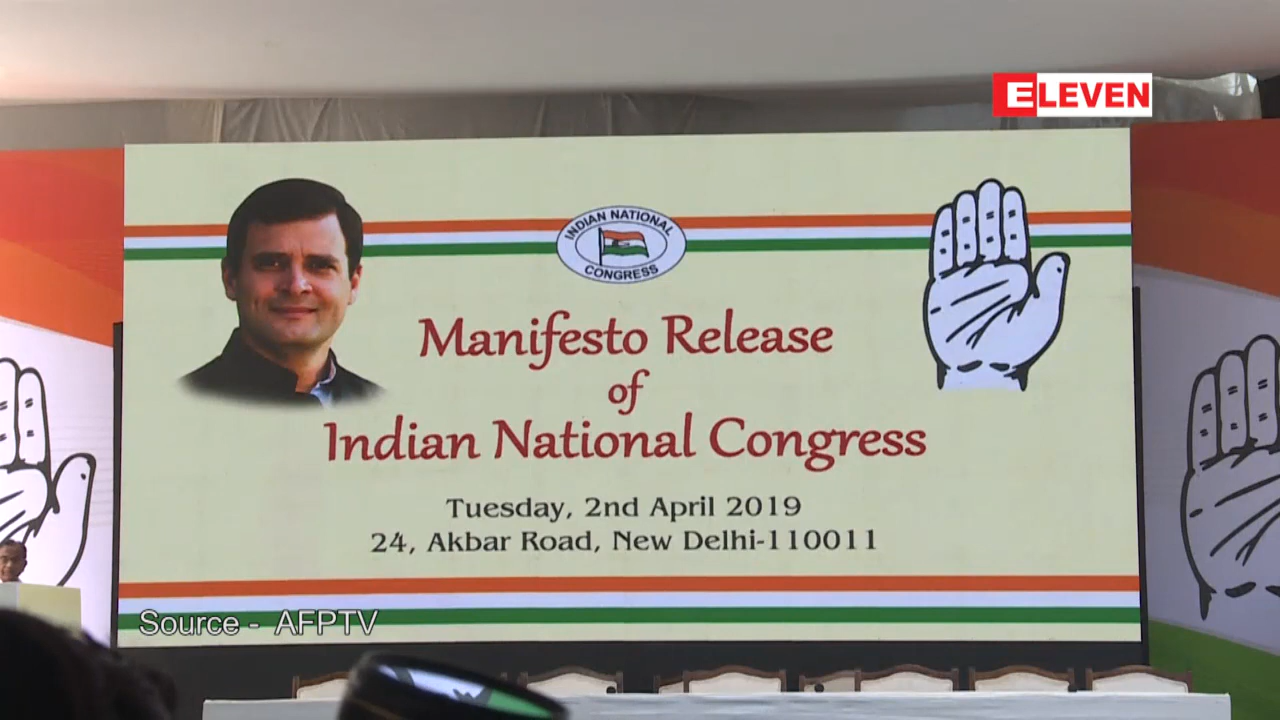 ELEVEN
INDIAN NATIONAL
CONGRESS
Manifesto Release
of
Indian National Congress
Tuesday, 2nd April 2019
24, Akbar Road, New Delhi-110011
Source - AFPTV